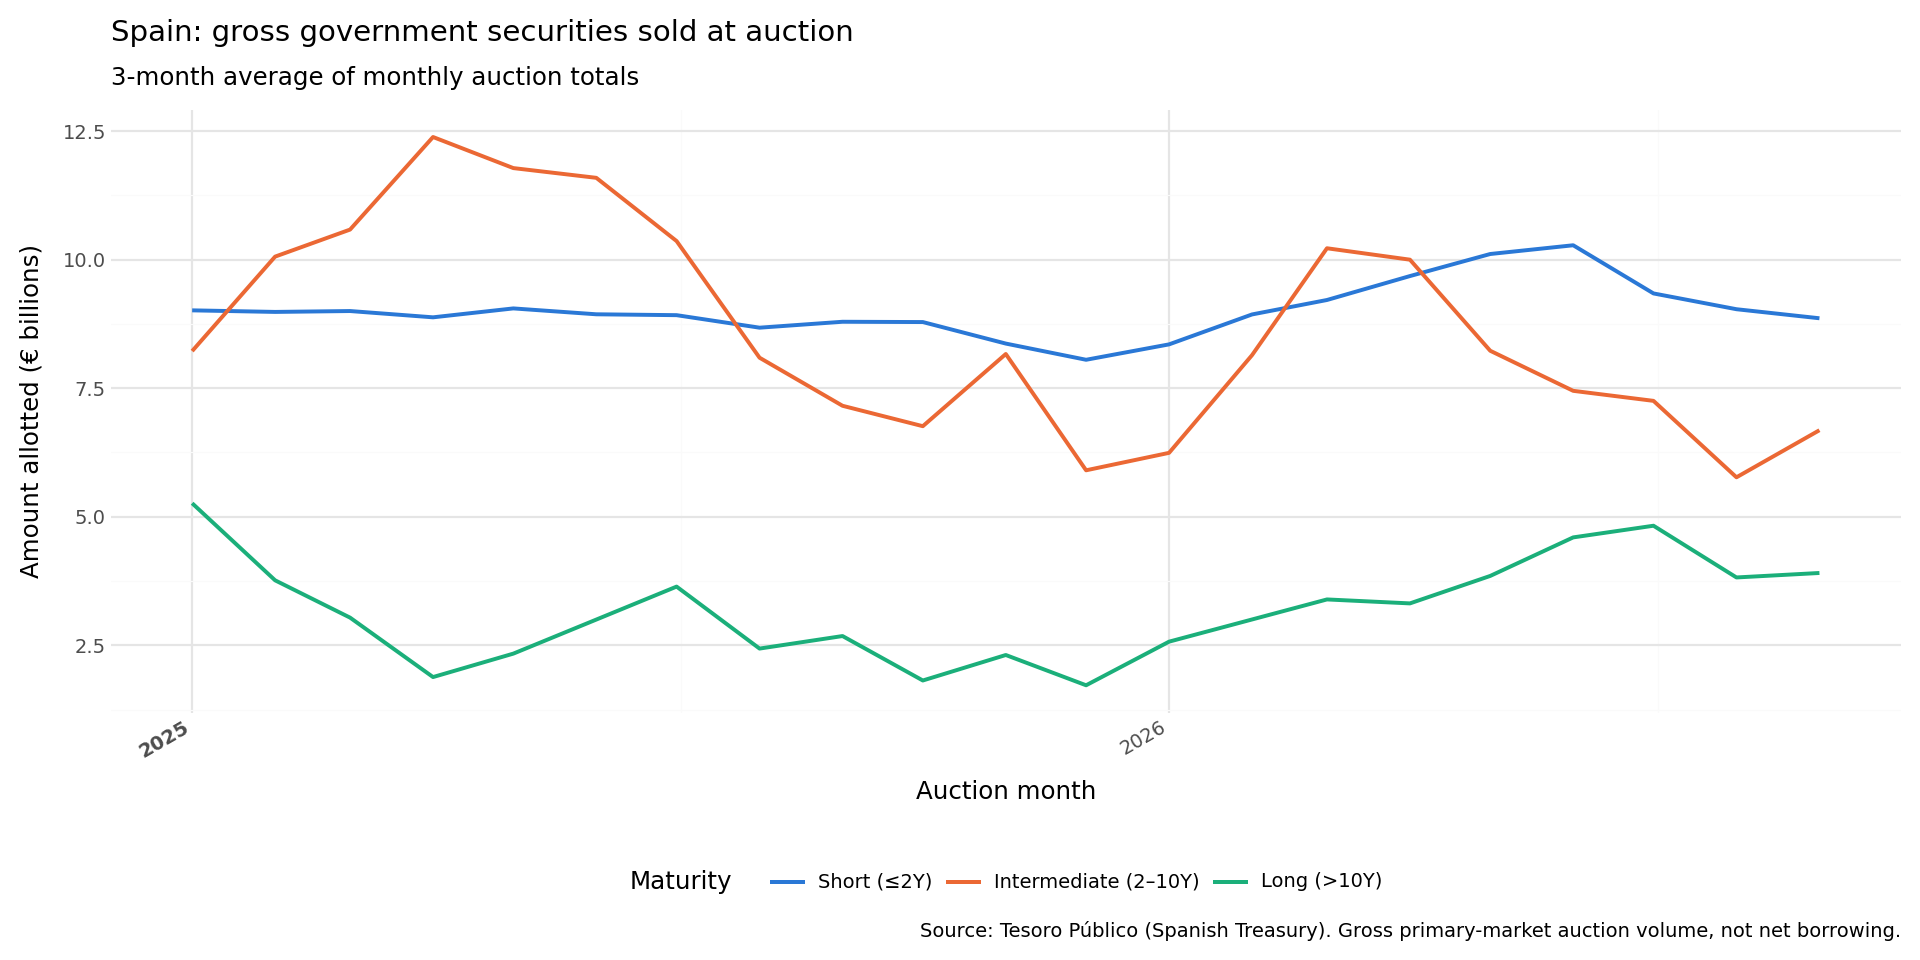 Spain: gross government securities sold at auction
3-month average of monthly auction totals
Amount allotted (€ billions)
12.5
10.0
7.5
5.0
2.5
2025
2026
Auction month
Maturity
Short (≤2Y)
Intermediate (2–10Y)
Long (>10Y)
Source: Tesoro Público (Spanish Treasury). Gross primary-market auction volume, not net borrowing.